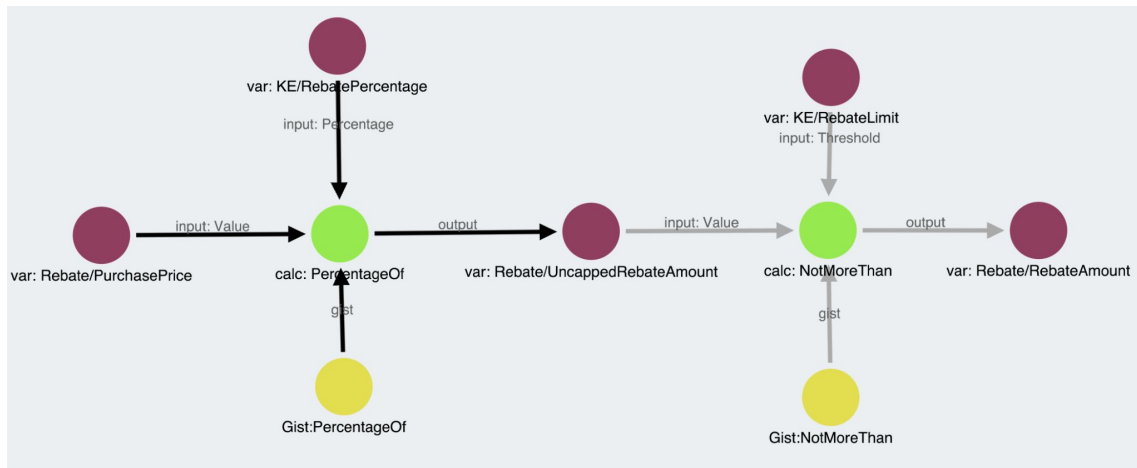 var: KE/RebatePercentage
var: KE/RebateLimit
input: Percentage
input: Threshold
input: Value
output
input: Value
output
var: Rebate/PurchasePrice
calc: PercentageOf
var: Rebate/UncappedRebateAmount
calc: NotMoreThan
var: Rebate/RebateAmount
gist
gist
Gist:PercentageOf
Gist:NotMoreThan